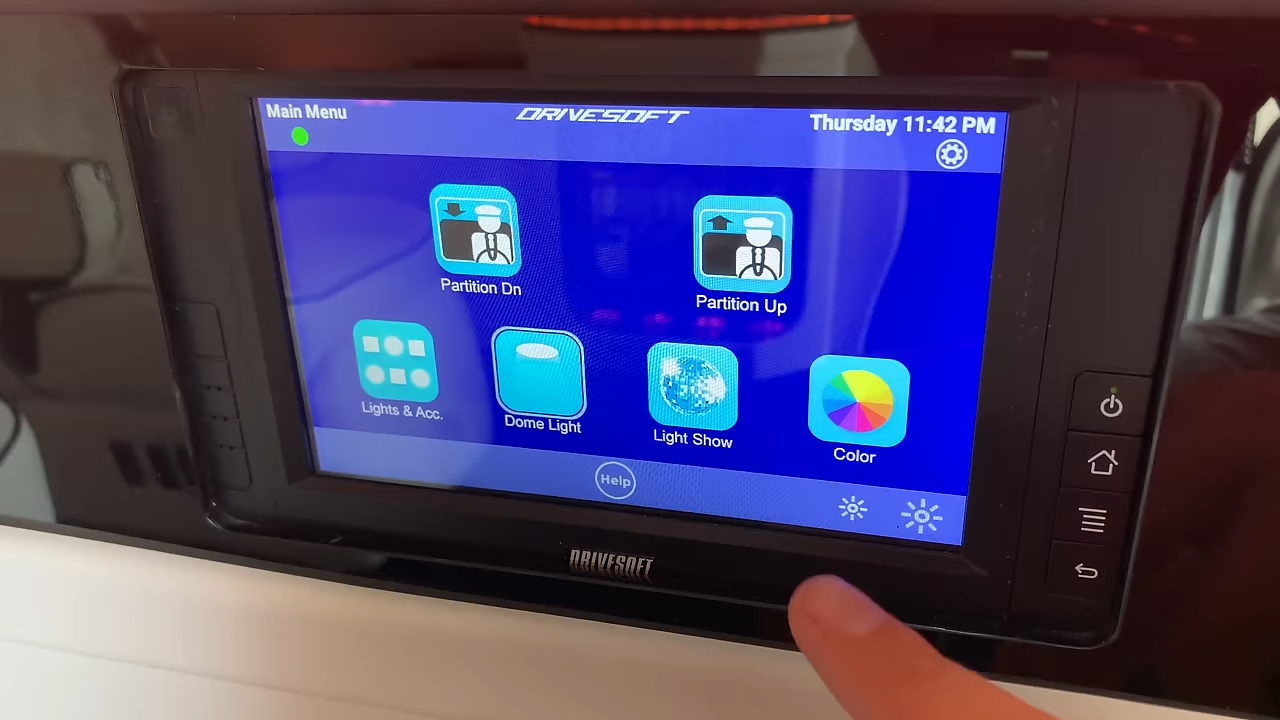 Main Menu
DRIVESOFT
Thursday 11:42 PM
Partition Dn
Partition Up
Lights & Acc.
Dome Light
Light Show
Color
Help
DRIVESOFT